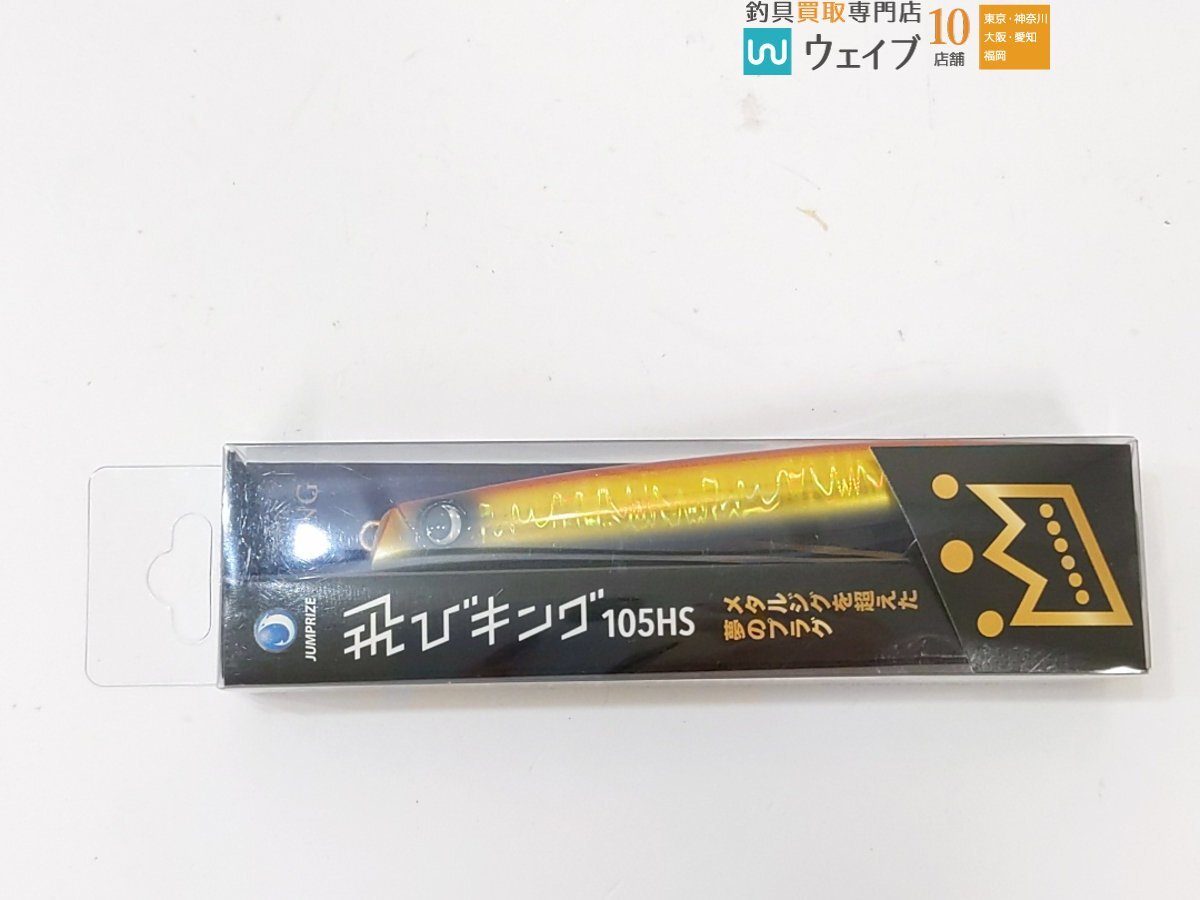 釣具買取専門店
ウェイブ
10
店舗
東京・神奈川
大阪・愛知
福岡
NG
JUMPRIZE
飛びキング 105HS
メタルジグを超えた
夢のプラグ